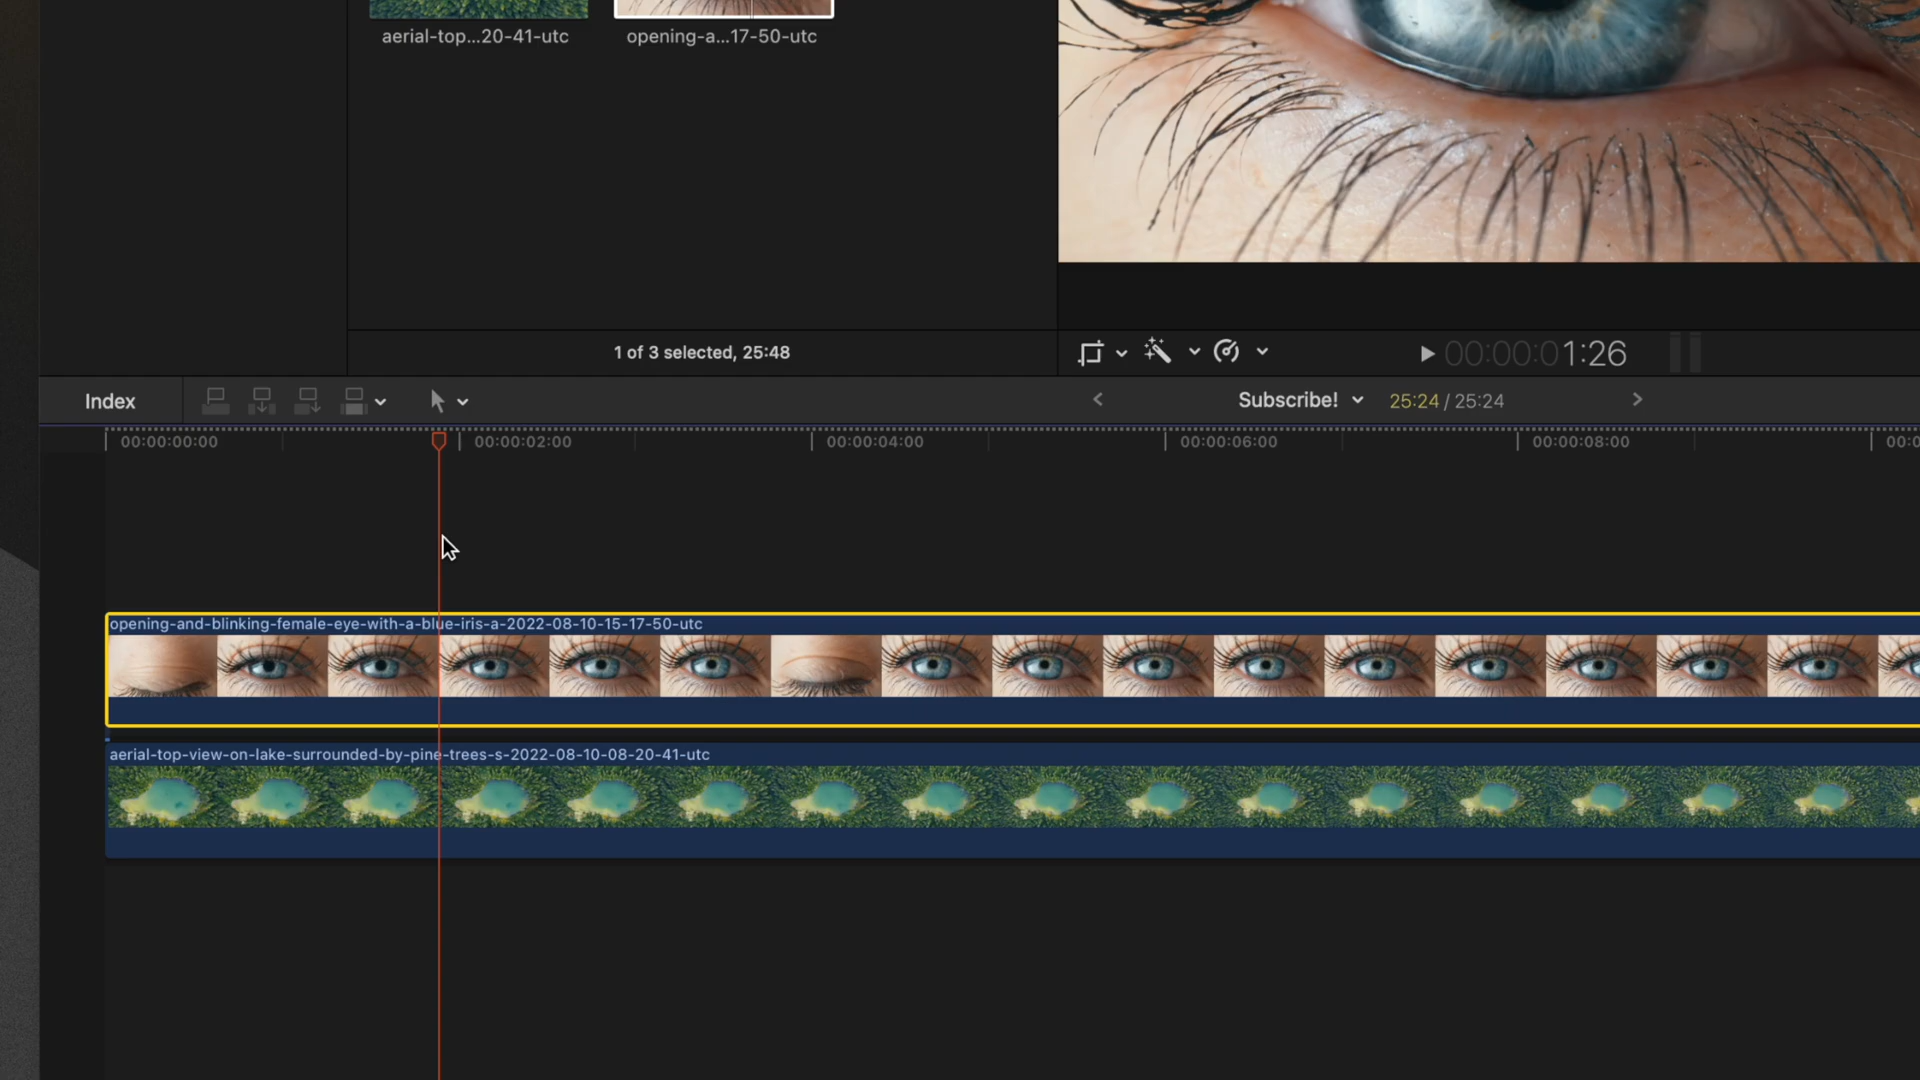 aerial-top...20-41-utc
opening-a...17-50-utc
1 of 3 selected, 25:48
00:00:01:26
Index
Subscribe!
25:24 / 25:24
00:00:00:00
00:00:02:00
00:00:04:00
00:00:06:00
00:00:08:00
00:0
opening-and-blinking-female-eye-with-a-blue-iris-a-2022-08-10-15-17-50-utc
aerial-top-view-on-lake-surrounded-by-pine-trees-s-2022-08-10-08-20-41-utc